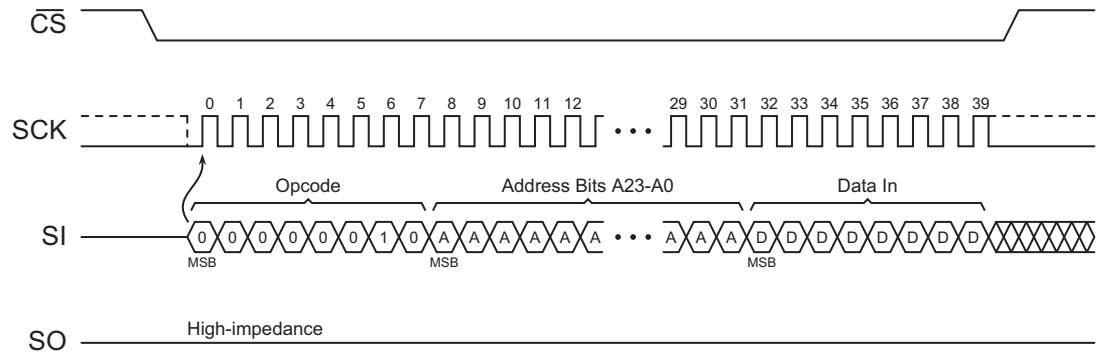 CS
0 1 2 3 4 5 6 7 8 9 10 11 12 29 30 31 32 33 34 35 36 37 38 39
SCK
Opcode Address Bits A23-A0 Data In
SI 0 0 0 0 0 0 1 0 A A A A A A A A A D D D D D D D D
MSB MSB MSB
High-impedance
SO